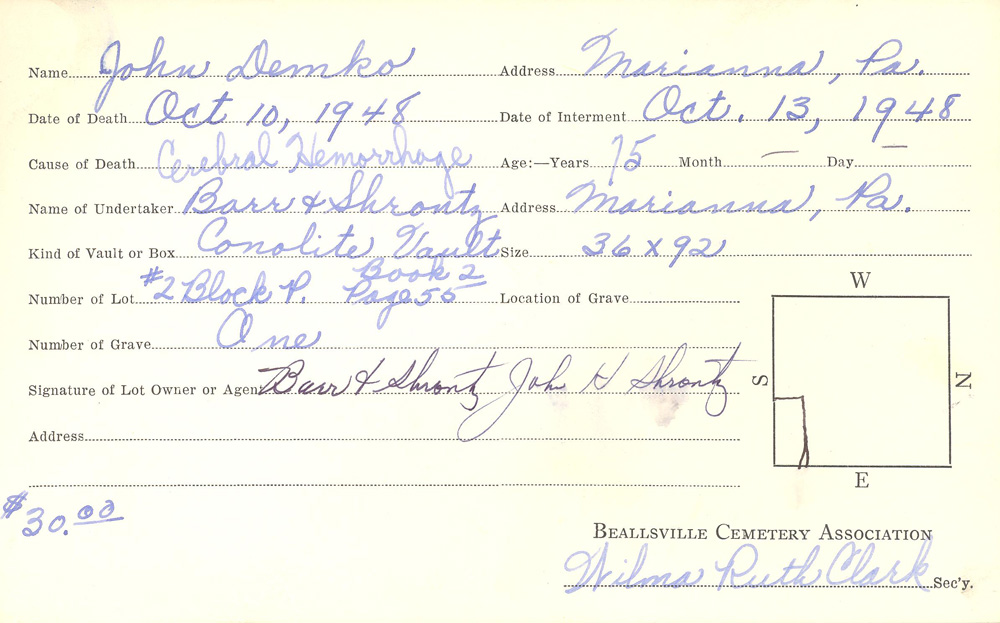 Name John Demko Address Marianna, Pa.
Date of Death Oct 10, 1948 Date of Interment Oct. 13, 1948
Cause of Death Cerebral Hemorrhage Age:—Years 75 Month — Day —
Name of Undertaker Barr & Shrontz Address Marianna, Pa.
Kind of Vault or Box Conolite Vault Size 36 x 92
Book 2
Number of Lot #2 Block P. Page 55 Location of Grave
W
Number of Grave One
Signature of Lot Owner or Agent Barr & Shrontz John H Shrontz
S N
Address
E
$30.00
BEALLSVILLE CEMETERY ASSOCIATION
Wilma Ruth Clark Sec'y.